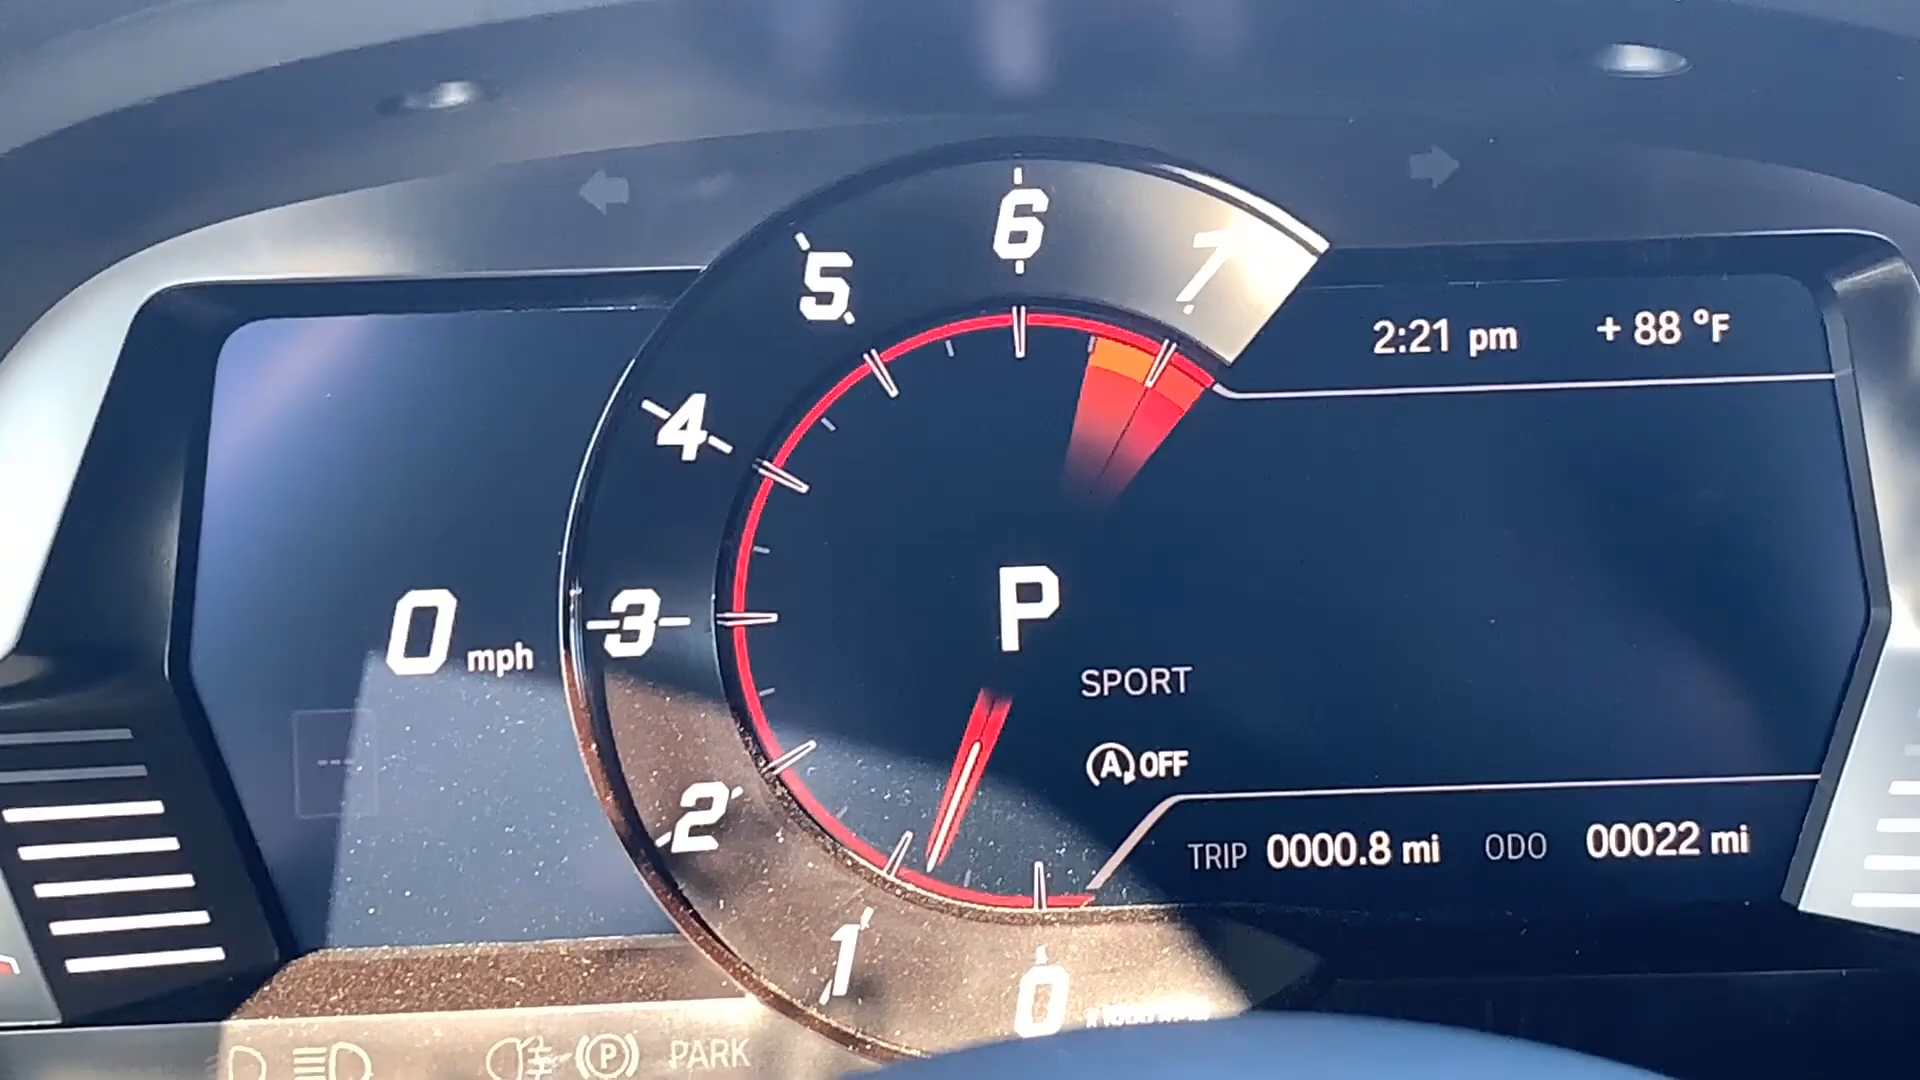 6
5
7
2:21 pm
+ 88 °F
4
3
0 mph
P
SPORT
A OFF
---
2
TRIP 0000.8 mi ODO 00022 mi
1
0
P PARK